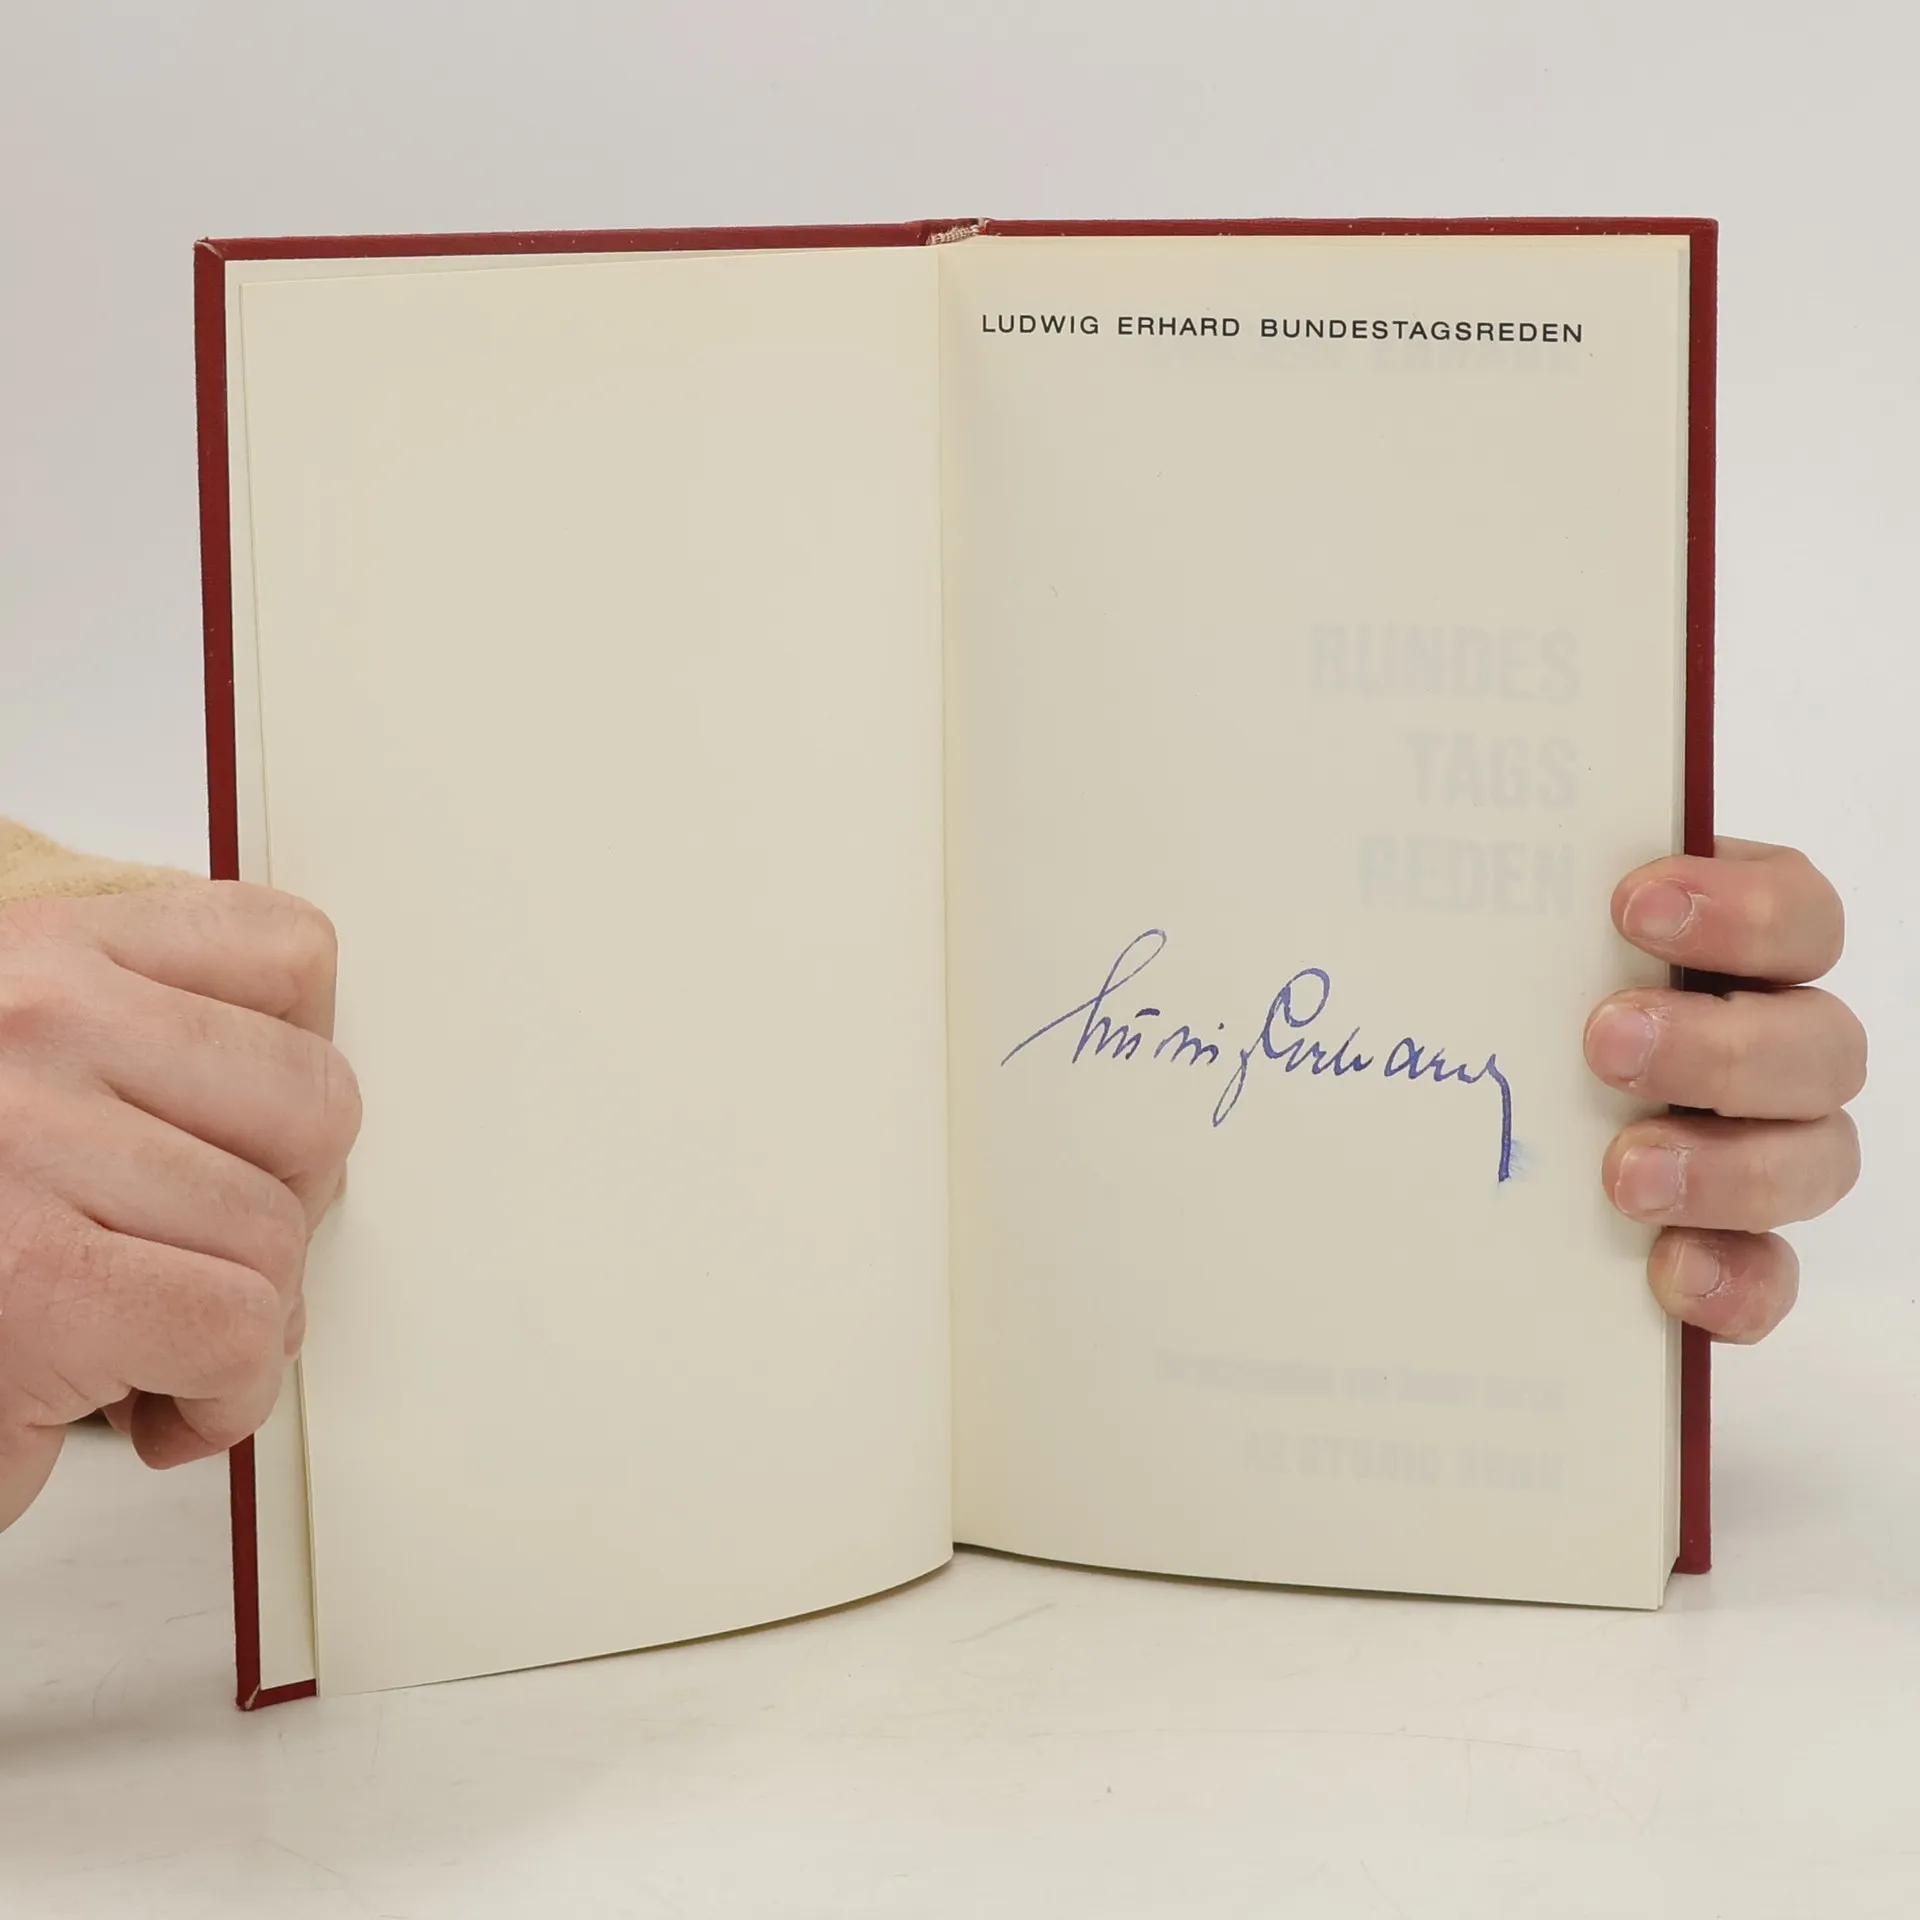 LUDWIG ERHARD BUNDESTAGSREDEN
BUNDES
TAGS
REDEN
Ludwig Erhard